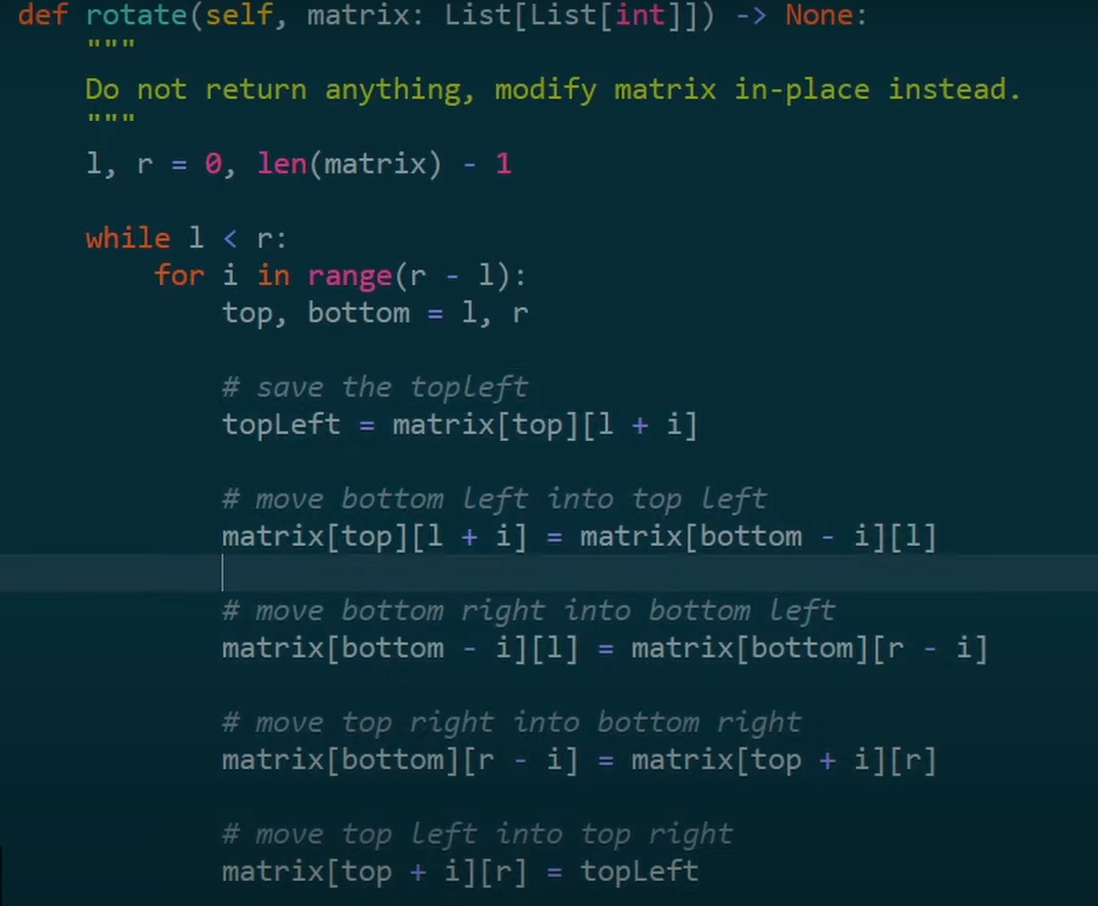 def rotate(self, matrix: List[List[int]]) -> None:
    """
    Do not return anything, modify matrix in-place instead.
    """
    l, r = 0, len(matrix) - 1

    while l < r:
        for i in range(r - l):
            top, bottom = l, r

            # save the topleft
            topLeft = matrix[top][l + i]

            # move bottom left into top left
            matrix[top][l + i] = matrix[bottom - i][l]

            # move bottom right into bottom left
            matrix[bottom - i][l] = matrix[bottom][r - i]

            # move top right into bottom right
            matrix[bottom][r - i] = matrix[top + i][r]

            # move top left into top right
            matrix[top + i][r] = topLeft